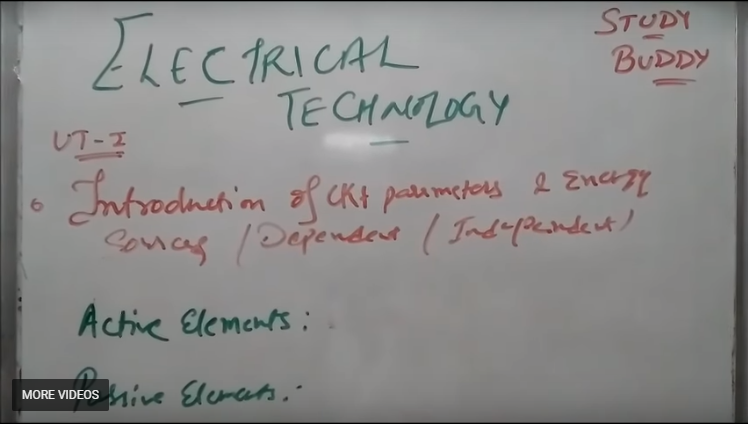 STUDY
BUDDY
ELECTRICAL
TECHNOLOGY
UT-I
Introduction of CKt parameters & Energy
Sources / Dependent / Independent)
Active Elements:
Passive Elements:-
MORE VIDEOS